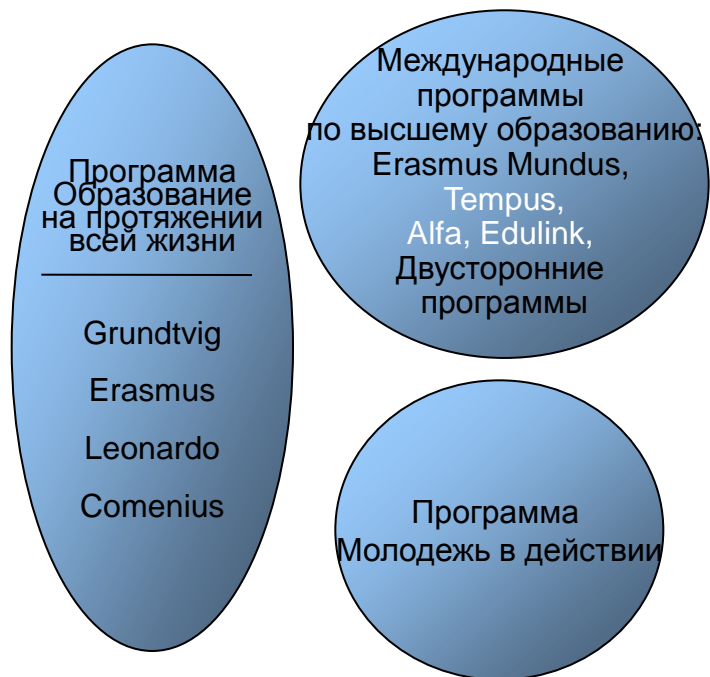 Программа
Образование
на протяжении
всей жизни
Grundtvig
Erasmus
Leonardo
Comenius
Международные
программы
по высшему образованию:
Erasmus Mundus,
Tempus,
Alfa, Edulink,
Двусторонние
программы
Программа
Молодежь в действии